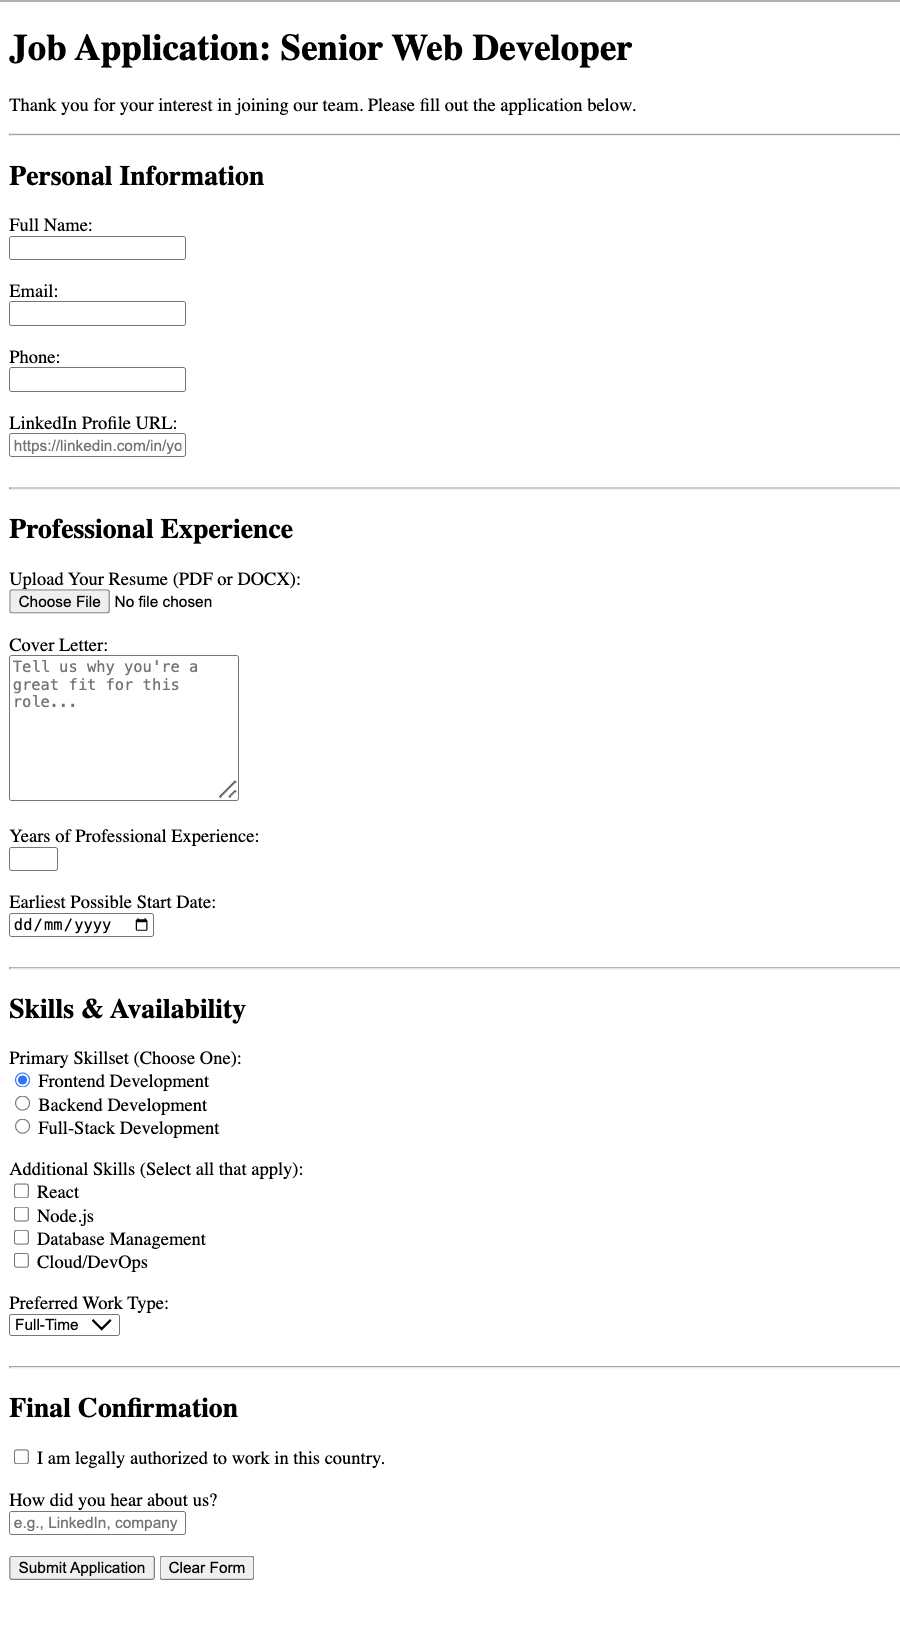 Job Application: Senior Web Developer
Thank you for your interest in joining our team. Please fill out the application below.
Personal Information
Full Name:
Email:
Phone:
LinkedIn Profile URL:
https://linkedin.com/in/yo
Professional Experience
Upload Your Resume (PDF or DOCX):
Choose File No file chosen
Cover Letter:
Tell us why you're a
great fit for this
role...
Years of Professional Experience:
Earliest Possible Start Date:
dd/mm/yyyy
Skills & Availability
Primary Skillset (Choose One):
Frontend Development
Backend Development
Full-Stack Development
Additional Skills (Select all that apply):
React
Node.js
Database Management
Cloud/DevOps
Preferred Work Type:
Full-Time
Final Confirmation
I am legally authorized to work in this country.
How did you hear about us?
e.g., LinkedIn, company
Submit Application Clear Form